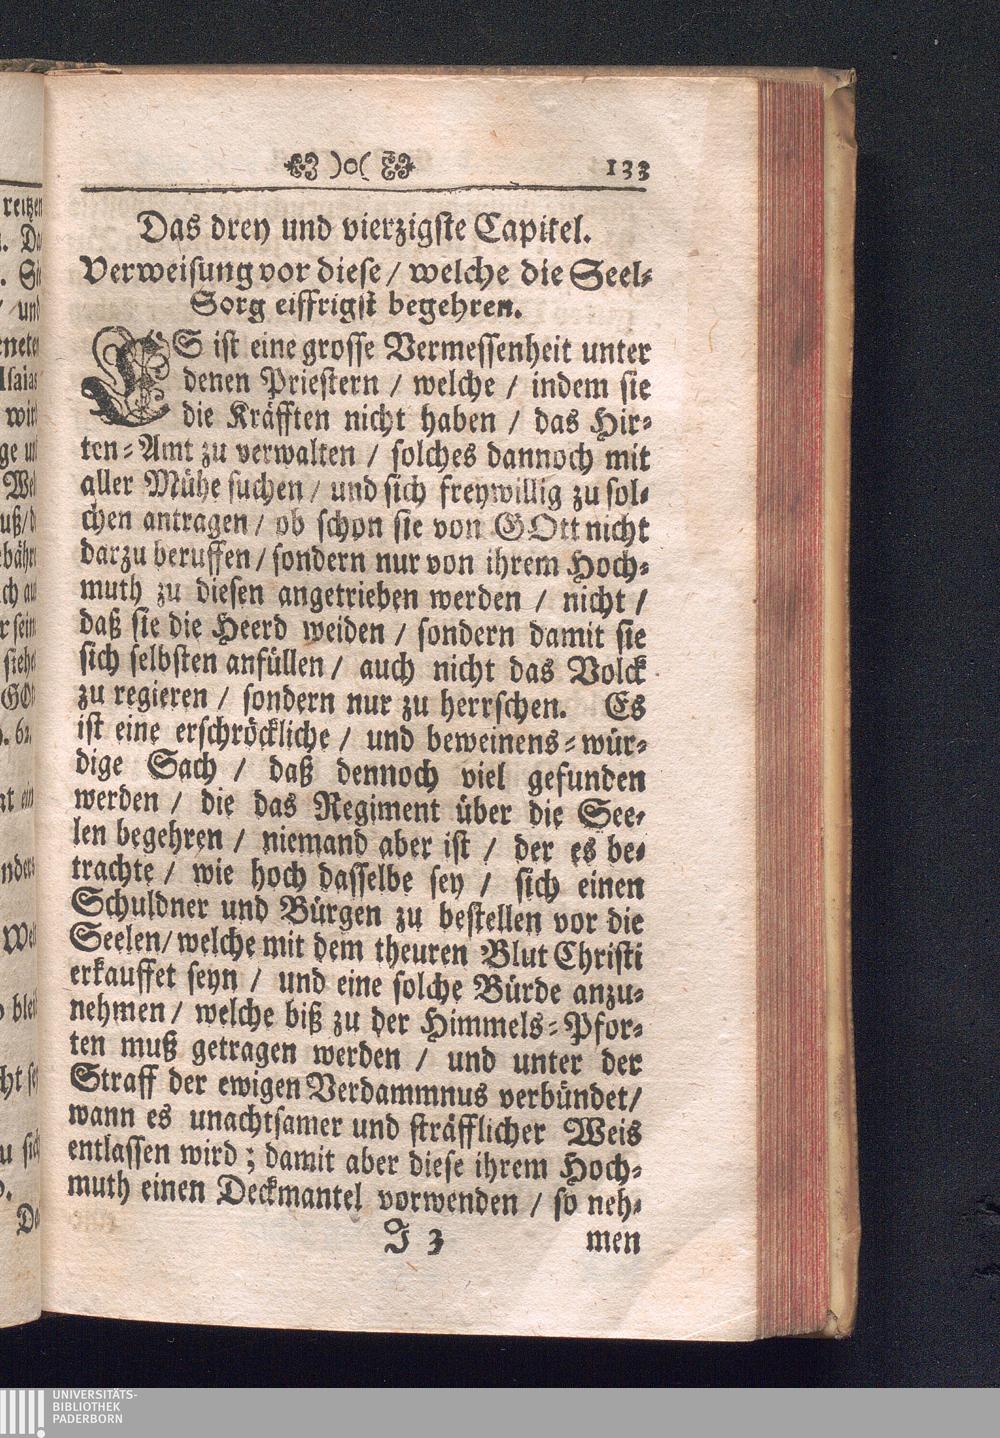 )o( 133
Das drey und vierzigste Capitel.
Verweisung vor diese / welche die Seel-
Sorg eiffrigst begehren.
ES ist eine grosse Vermessenheit unter
denen Priestern / welche / indem sie
die Kräfften nicht haben / das Hir-
ten-Amt zu verwalten / solches dannoch mit
aller Mühe suchen / und sich freywillig zu sol-
chen antragen / ob schon sie von GOtt nicht
darzu beruffen / sondern nur von ihrem Hoch-
muth zu diesen angetrieben werden / nicht /
daß sie die Heerd weiden / sondern damit sie
sich selbsten anfüllen / auch nicht das Volck
zu regieren / sondern nur zu herrschen. Es
ist eine erschröckliche / und beweinens-wür-
dige Sach / daß dennoch viel gefunden
werden / die das Regiment über die See-
len begehren / niemand aber ist / der es be-
trachte / wie hoch dasselbe sey / sich einen
Schuldner und Bürgen zu bestellen vor die
Seelen / welche mit dem theuren Blut Christi
erkauffet seyn / und eine solche Bürde anzu-
nehmen / welche biß zu der Himmels-Pfor-
ten muß getragen werden / und unter der
Straff der ewigen Verdammnus verbündet /
wann es unachtsamer und sträfflicher Weis
entlassen wird ; damit aber diese ihrem Hoch-
muth einen Deckmantel vorwenden / so neh-
J 3 men
UNIVERSITÄTS-
BIBLIOTHEK
PADERBORN